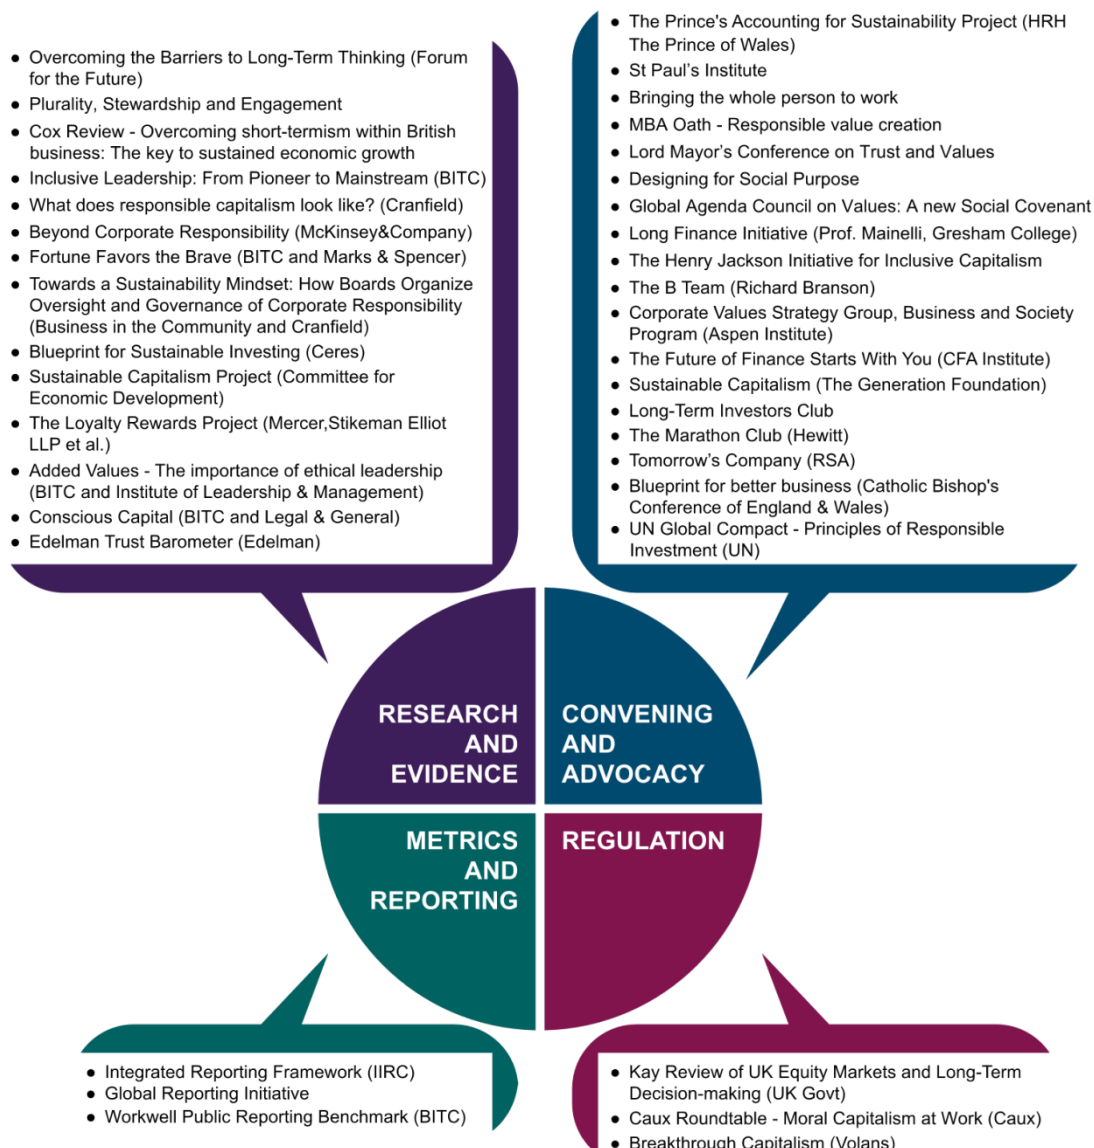 ● Overcoming the Barriers to Long-Term Thinking (Forum
for the Future)
● Plurality, Stewardship and Engagement
● Cox Review - Overcoming short-termism within British
business: The key to sustained economic growth
● Inclusive Leadership: From Pioneer to Mainstream (BITC)
● What does responsible capitalism look like? (Cranfield)
● Beyond Corporate Responsibility (McKinsey&Company)
● Fortune Favors the Brave (BITC and Marks & Spencer)
● Towards a Sustainability Mindset: How Boards Organize
Oversight and Governance of Corporate Responsibility
(Business in the Community and Cranfield)
● Blueprint for Sustainable Investing (Ceres)
● Sustainable Capitalism Project (Committee for
Economic Development)
● The Loyalty Rewards Project (Mercer,Stikeman Elliot
LLP et al.)
● Added Values - The importance of ethical leadership
(BITC and Institute of Leadership & Management)
● Conscious Capital (BITC and Legal & General)
● Edelman Trust Barometer (Edelman)
● The Prince's Accounting for Sustainability Project (HRH
The Prince of Wales)
● St Paul's Institute
● Bringing the whole person to work
● MBA Oath - Responsible value creation
● Lord Mayor's Conference on Trust and Values
● Designing for Social Purpose
● Global Agenda Council on Values: A new Social Covenant
● Long Finance Initiative (Prof. Mainelli, Gresham College)
● The Henry Jackson Initiative for Inclusive Capitalism
● The B Team (Richard Branson)
● Corporate Values Strategy Group, Business and Society
Program (Aspen Institute)
● The Future of Finance Starts With You (CFA Institute)
● Sustainable Capitalism (The Generation Foundation)
● Long-Term Investors Club
● The Marathon Club (Hewitt)
● Tomorrow's Company (RSA)
● Blueprint for better business (Catholic Bishop's
Conference of England & Wales)
● UN Global Compact - Principles of Responsible
Investment (UN)
RESEARCH
AND
EVIDENCE
CONVENING
AND
ADVOCACY
METRICS
AND
REPORTING
REGULATION
● Integrated Reporting Framework (IIRC)
● Global Reporting Initiative
● Workwell Public Reporting Benchmark (BITC)
● Kay Review of UK Equity Markets and Long-Term
Decision-making (UK Govt)
● Caux Roundtable - Moral Capitalism at Work (Caux)
● Breakthrough Capitalism (Volans)